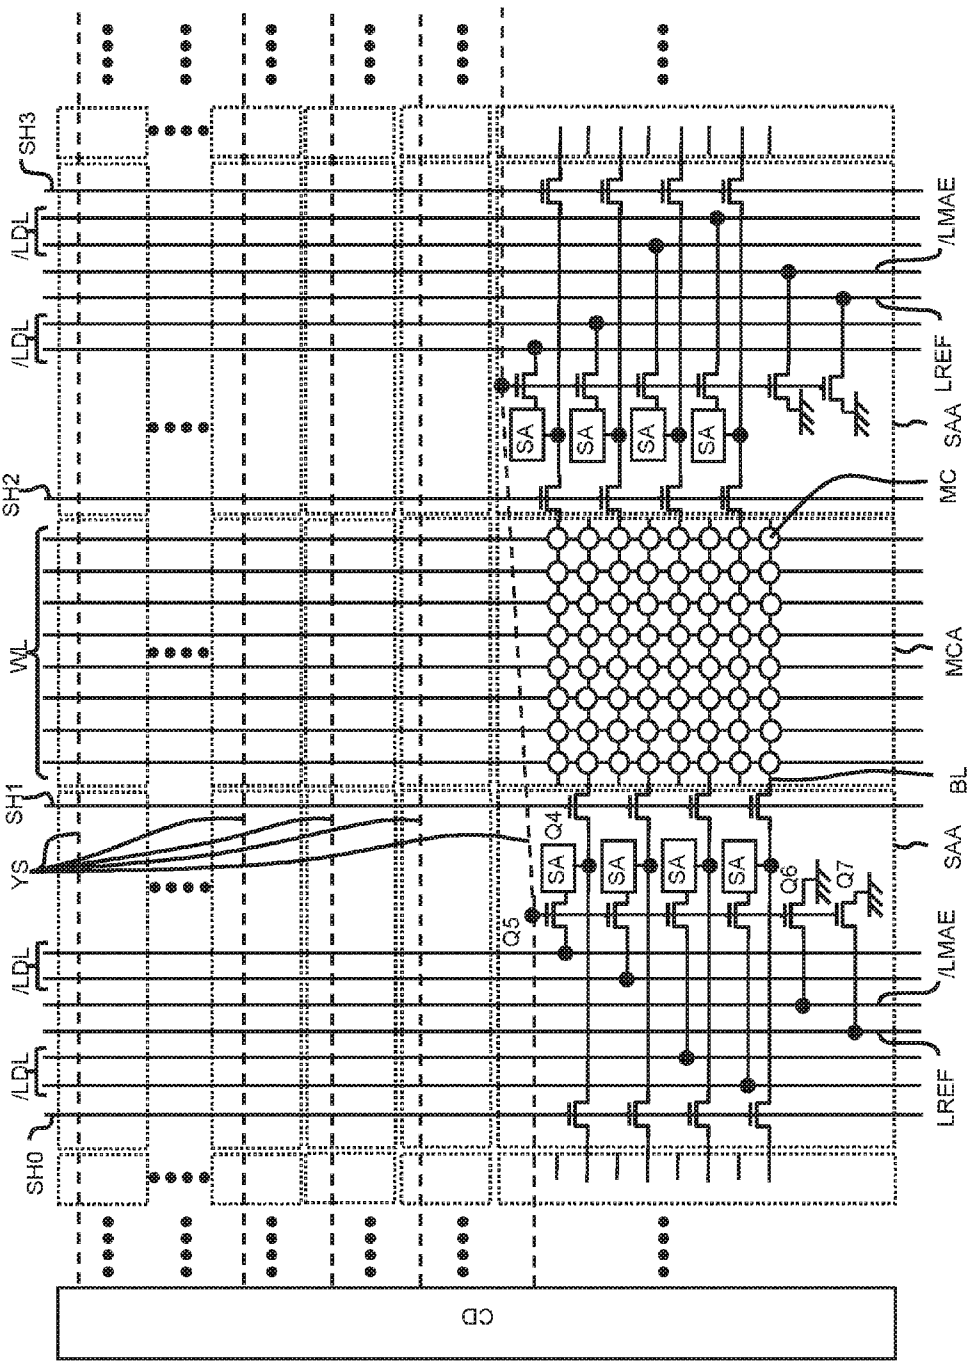 SH3
/LDL
/LDL
SH2
WL
SH1
YS
/LDL
/LDL
SH0
/LMAE
LREF
SAA
MC
MCA
BL
SAA
/LMAE
LREF
SA
SA
SA
SA
Q4
SA
SA
SA
SA
Q5
Q6
Q7
CD